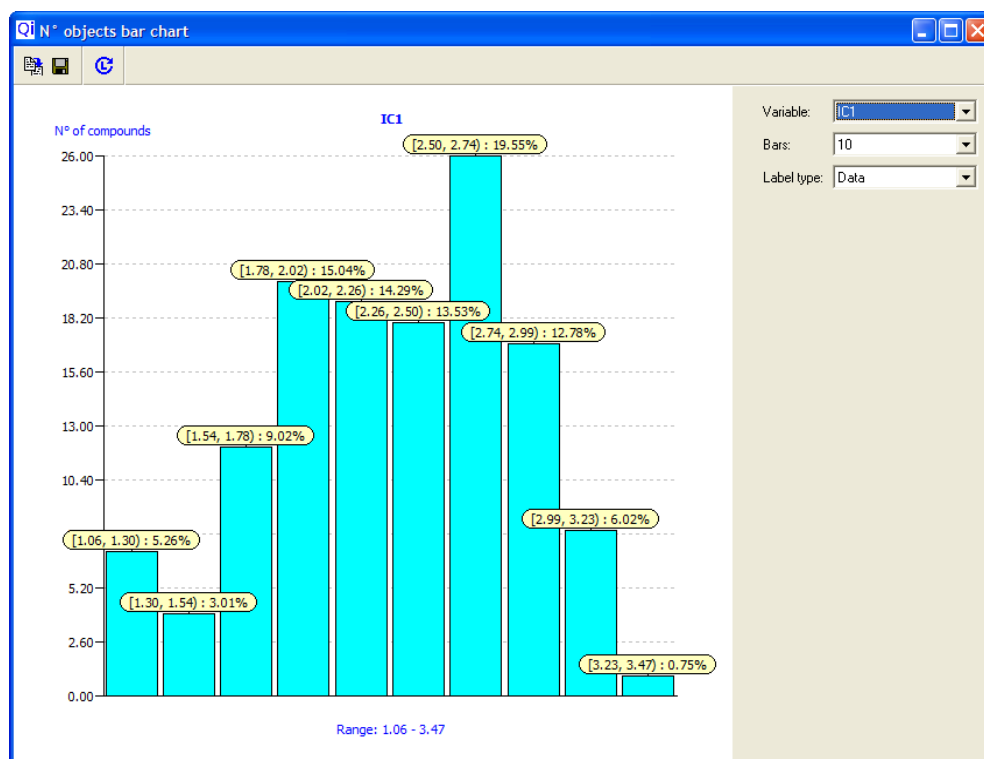 Qi N° objects bar chart
Variable: IC1
Bars: 10
Label type: Data
IC1
N° of compounds
26.00
23.40
20.80
18.20
15.60
13.00
10.40
5.20
2.60
0.00
[1.06, 1.30) : 5.26%
[1.30, 1.54) : 3.01%
[1.54, 1.78) : 9.02%
[1.78, 2.02) : 15.04%
[2.02, 2.26) : 14.29%
[2.26, 2.50) : 13.53%
[2.50, 2.74) : 19.55%
[2.74, 2.99) : 12.78%
[2.99, 3.23) : 6.02%
[3.23, 3.47) : 0.75%
Range: 1.06 - 3.47